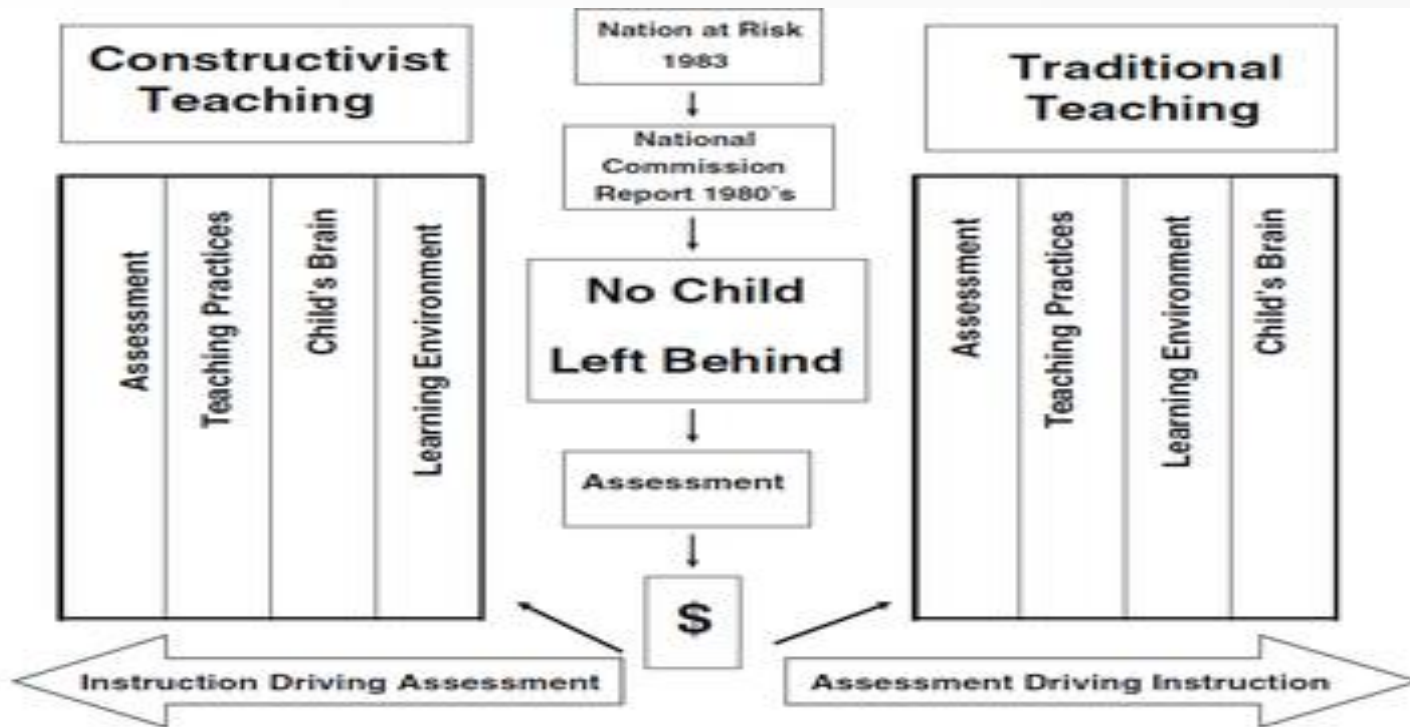 Constructivist
Teaching
Assessment
Teaching Practices
Child's Brain
Learning Environment
Nation at Risk
1983
National
Commission
Report 1980's
No Child
Left Behind
Assessment
$
Traditional
Teaching
Assessment
Teaching Practices
Learning Environment
Child's Brain
Instruction Driving Assessment
Assessment Driving Instruction